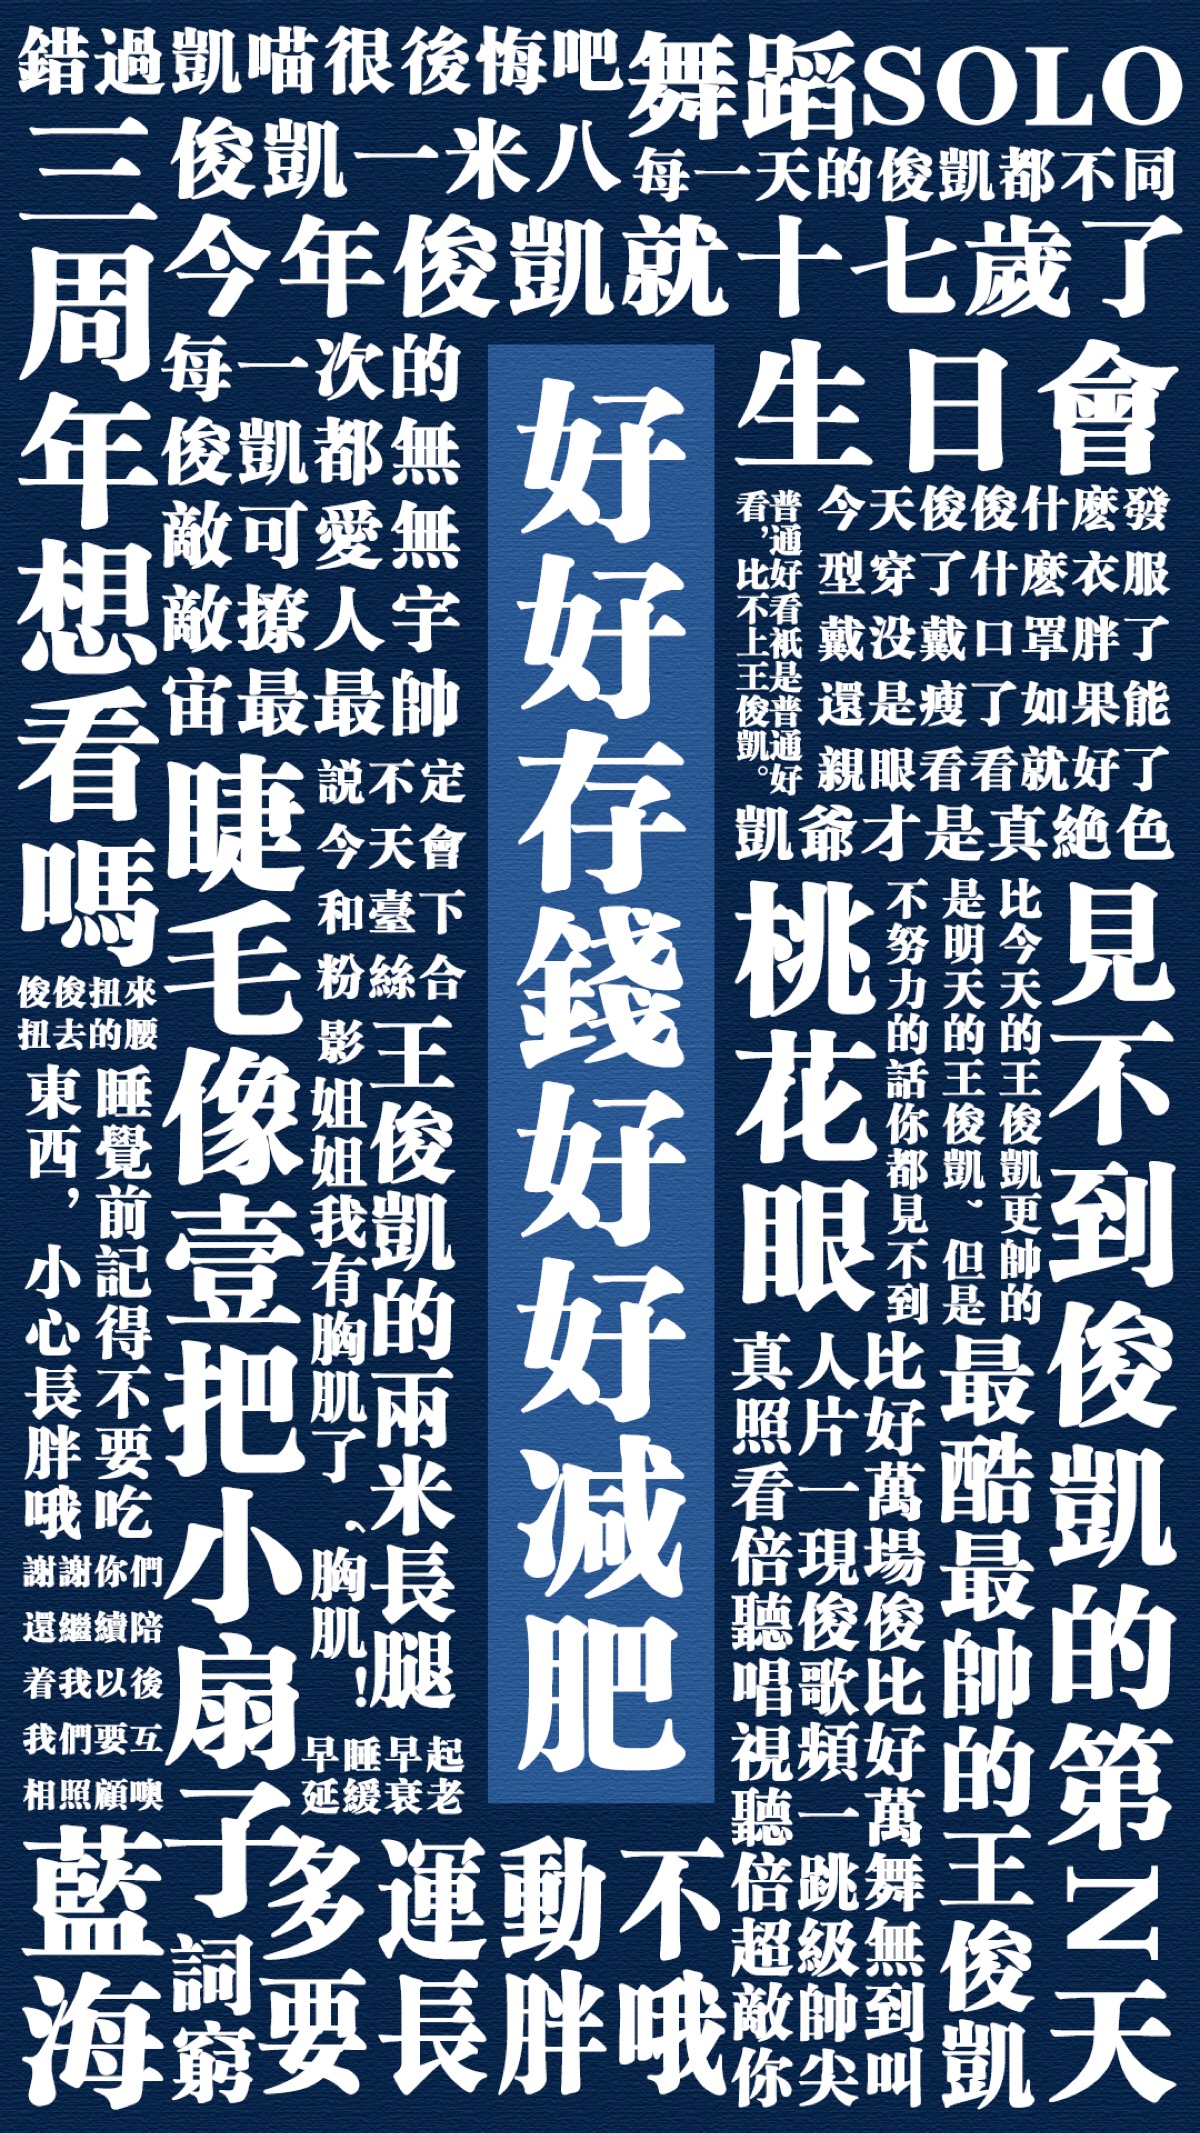 錯過凱喵很後悔吧
舞蹈SOLO
俊凱一米八
每一天的俊凱都不同
今年俊凱就十七歲了
三周年想看嗎
每一次的
俊凱都無
敵可愛無
敵撩人宇
宙最最帥
好好存錢好好減肥
生日會
普通好看衹是普通好
看，比不上王俊凱。
今天俊俊什麽發
型穿了什麽衣服
戴没戴口罩胖了
還是瘦了如果能
親眼看看就好了
凱爺才是真絕色
睫毛像壹把小扇子
説不定
今天會
和臺下
粉絲合
影
俊俊扭來
扭去的腰
睡覺前記得不要吃
東西，小心長胖哦
王俊凱的兩米長腿
姐姐我有胸肌了、胸肌！
桃花眼
比今天的王俊凱更帥的
是明天的王俊凱、但是
不努力的話你都見不到
見不到俊凱的第N天
最酷最帥的王俊凱
真人比
照片好
看一萬
倍現場
聽俊俊
唱歌比
視頻好
聽一萬
倍跳舞
超級無
敵帥到
你尖叫
謝謝你們
還繼續陪
着我以後
我們要互
相照顧噢
早睡早起
延緩衰老
藍海
詞窮
多運動不
要長胖哦